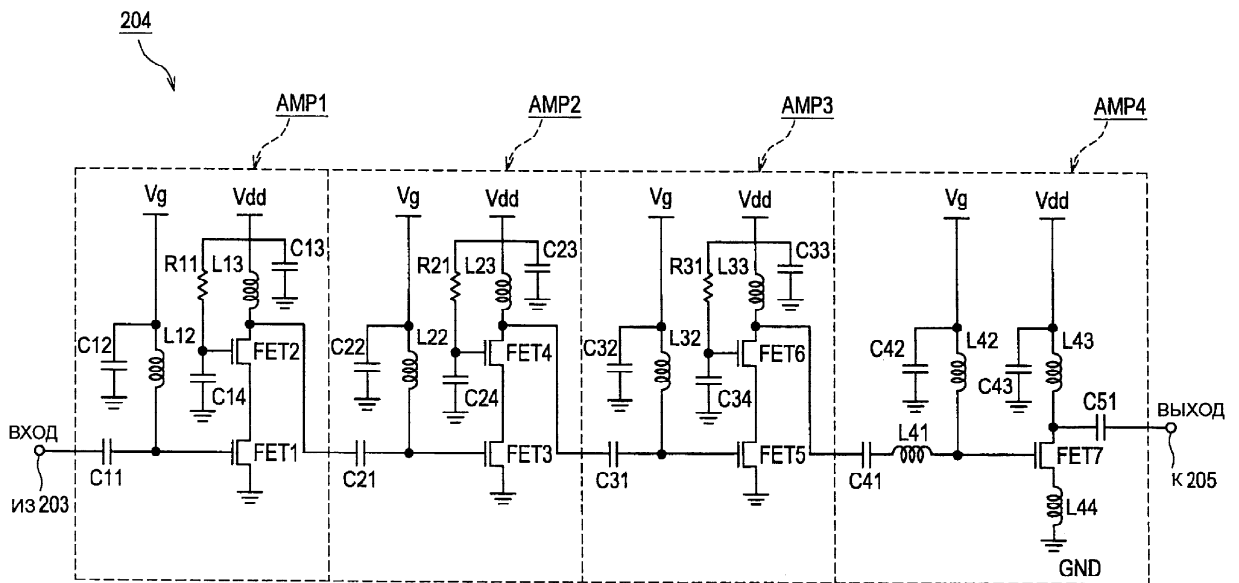 204
AMP1
AMP2
AMP3
AMP4
Vg
Vdd
Vg
Vdd
Vg
Vdd
Vg
Vdd
R11
L13
C13
R21
L23
C23
R31
L33
C33
C12
L12
FET2
C14
C22
L22
FET4
C24
C32
L32
FET6
C34
C42
L42
C43
L43
C51
ВЫХОД
ВХОД
C11
FET1
C21
FET3
C31
FET5
C41
L41
FET7
L44
GND
ИЗ 203
К 205